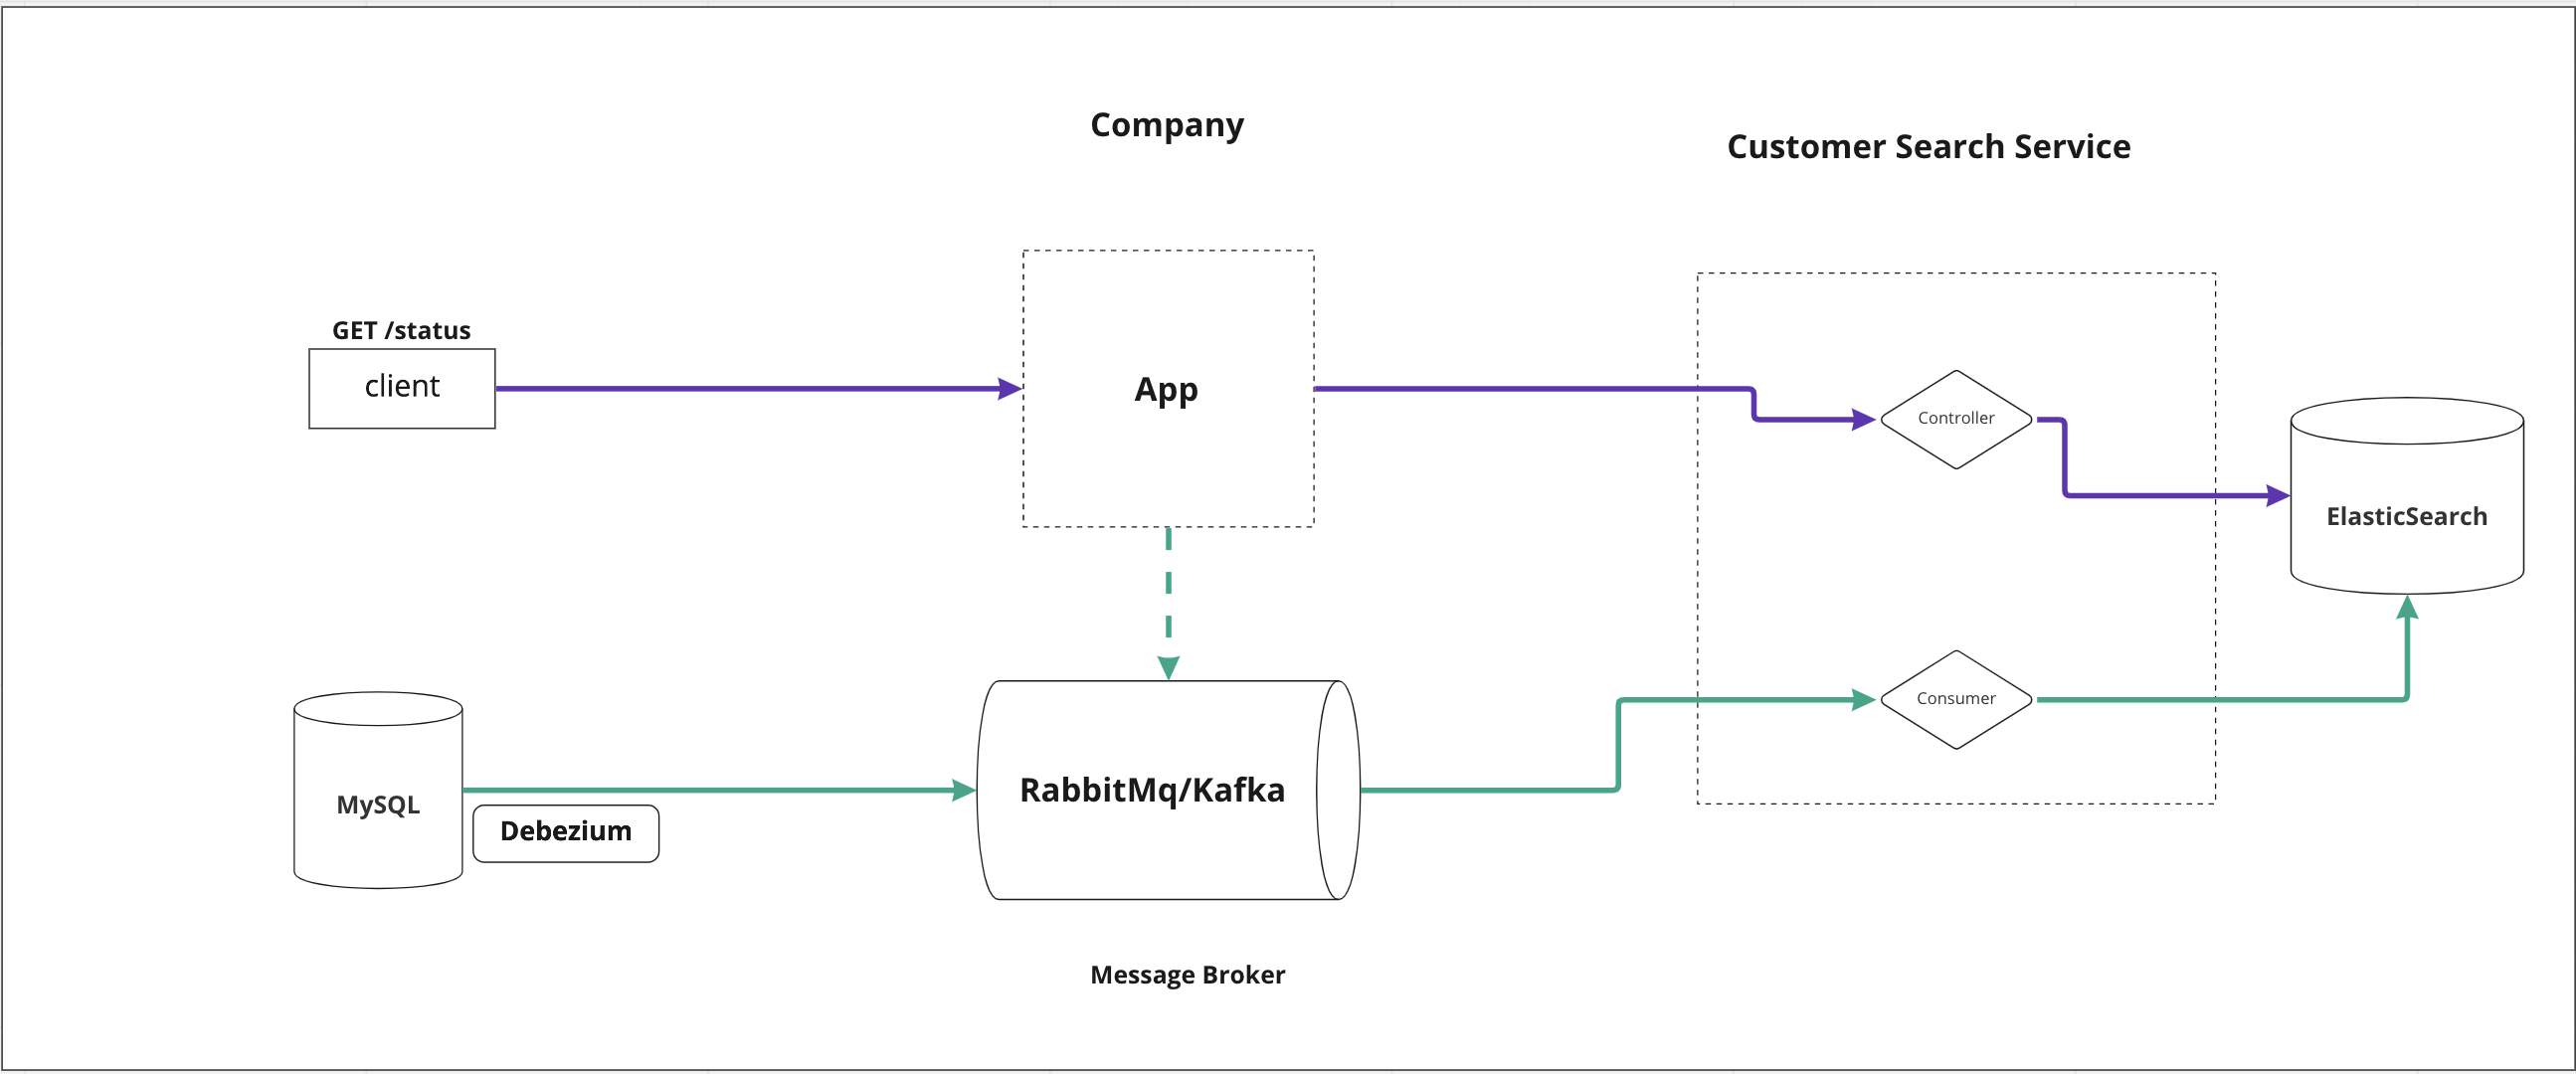 Company
Customer Search Service
GET /status
client
App
Controller
ElasticSearch
Consumer
MySQL
Debezium
RabbitMq/Kafka
Message Broker